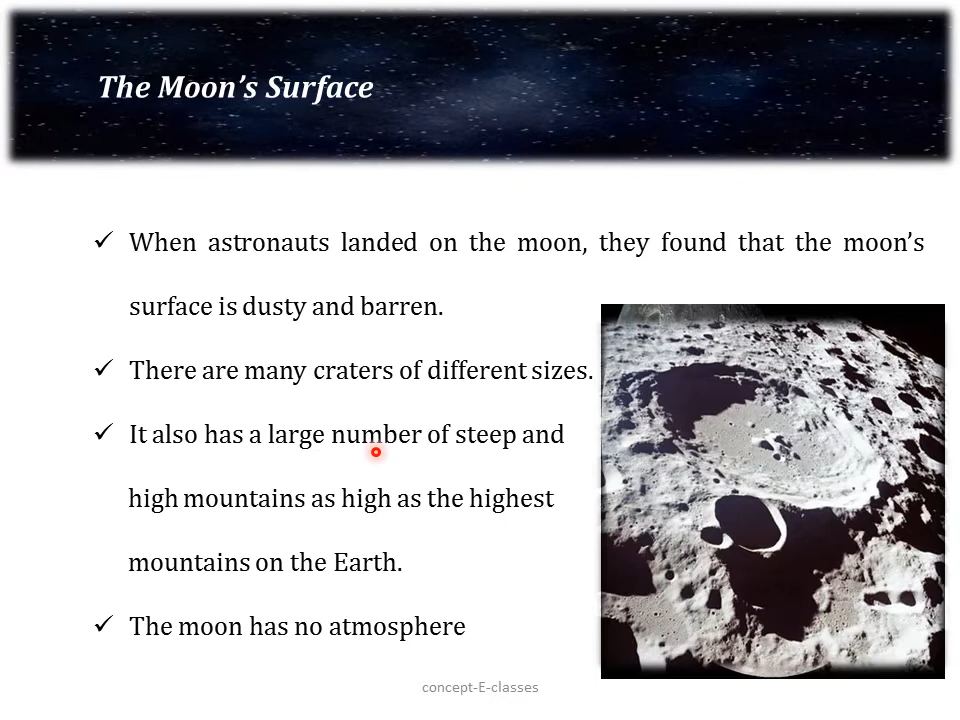 The Moon’s Surface
✓ When astronauts landed on the moon, they found that the moon’s
surface is dusty and barren.
✓ There are many craters of different sizes.
✓ It also has a large number of steep and
high mountains as high as the highest
mountains on the Earth.
✓ The moon has no atmosphere
concept-E-classes